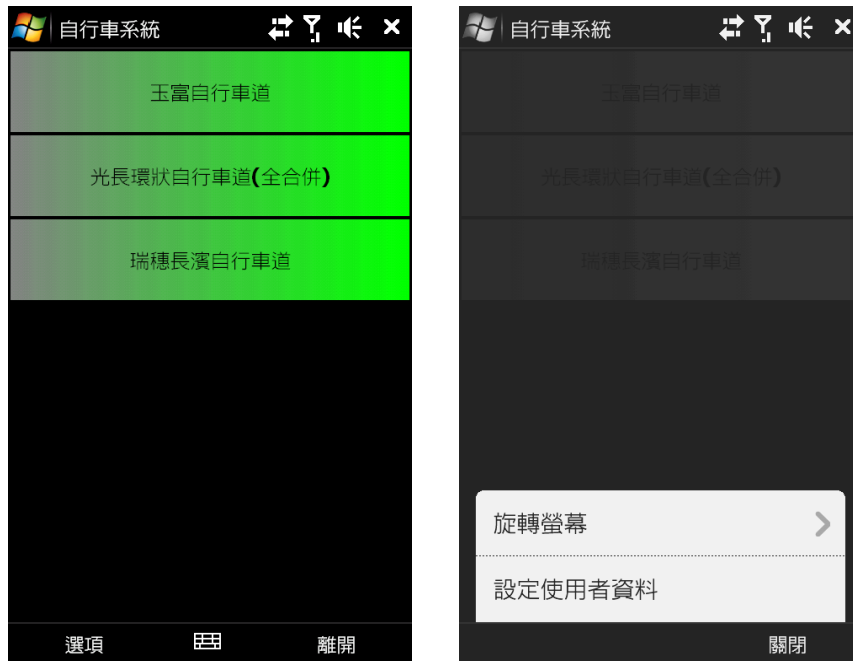 自行車系統
玉富自行車道
光長環狀自行車道(全合併)
瑞穗長濱自行車道
選項
離開
自行車系統
玉富自行車道
光長環狀自行車道(全合併)
瑞穗長濱自行車道
旋轉螢幕
設定使用者資料
關閉